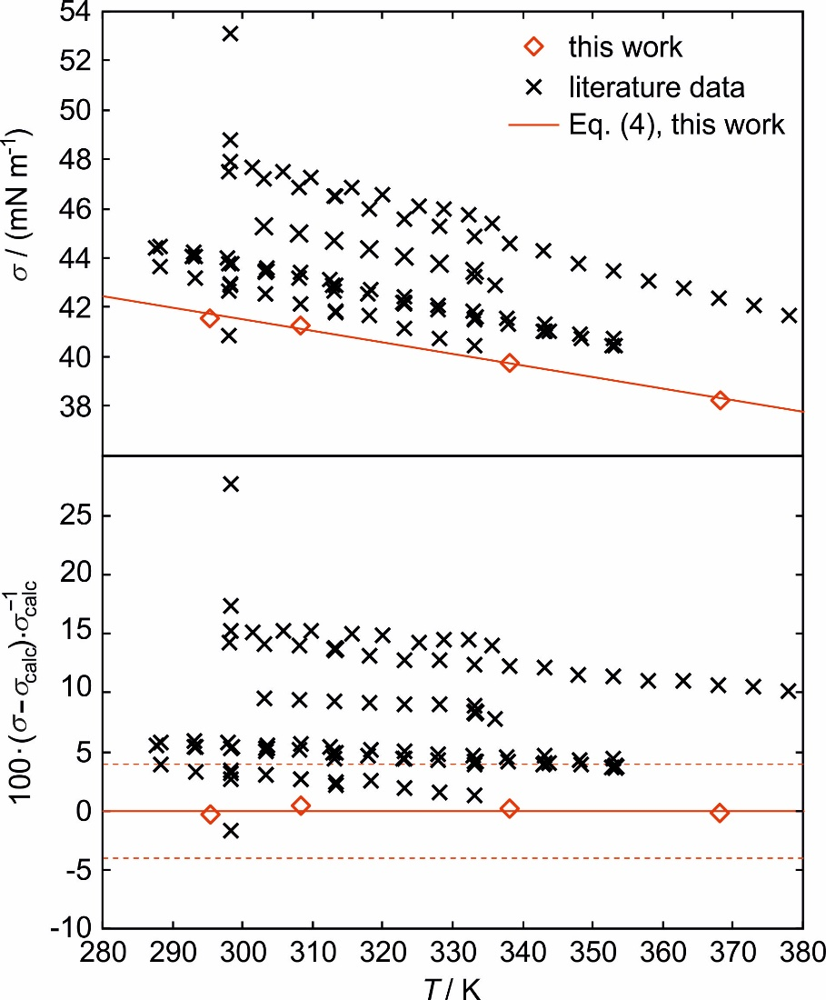 54
52
50
48
46
44
42
40
38
σ / (mN m⁻¹)
this work
literature data
Eq. (4), this work
25
20
15
10
5
0
-5
-10
100·(σ−σcalc)·σcalc⁻¹
280 290 300 310 320 330 340 350 360 370 380
T / K